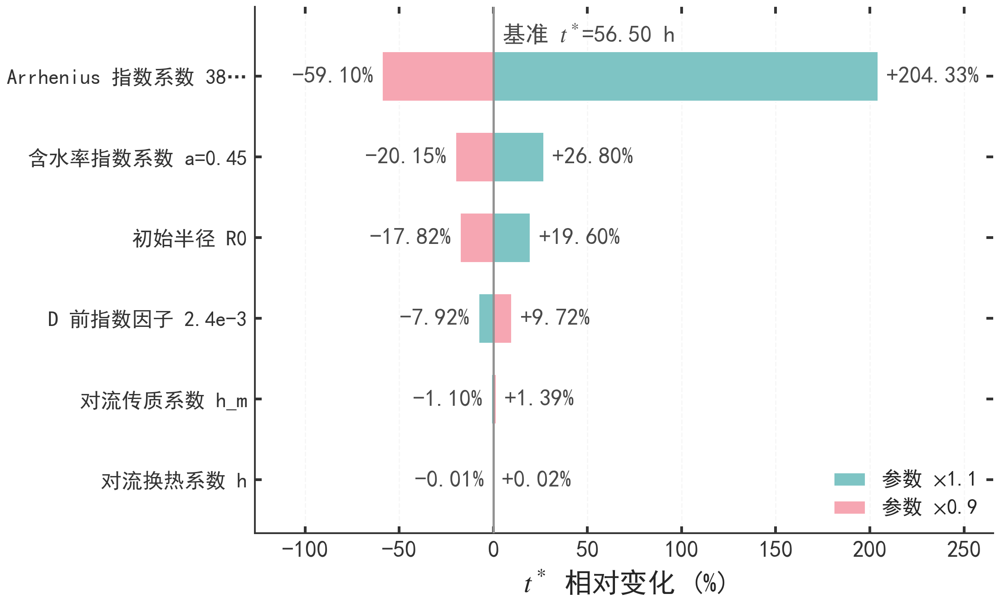 基准 t*=56.50 h
Arrhenius 指数系数 38… −59.10% +204.33%
含水率指数系数 a=0.45 −20.15% +26.80%
初始半径 R0 −17.82% +19.60%
D 前指数因子 2.4e−3 −7.92% +9.72%
对流传质系数 h_m −1.10% +1.39%
对流换热系数 h −0.01% +0.02%
参数 ×1.1
参数 ×0.9
−100 −50 0 50 100 150 200 250
t* 相对变化 (%)